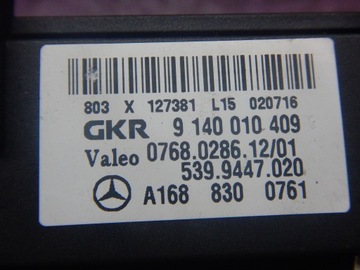 803 X 127381 L15 020716
GKR 9 140 010 409
Valeo 0768.0286.12/01
539.9447.020
A168 830 0761